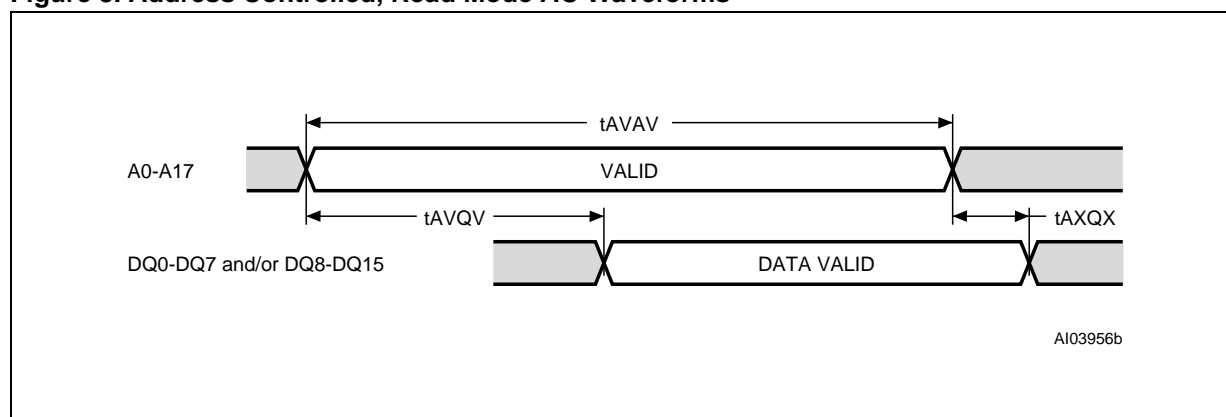 Figure Address Controlled, Read Mode AC Waveforms
tAVAV
A0-A17
VALID
tAVQV
tAXQX
DQ0-DQ7 and/or DQ8-DQ15
DATA VALID
AI03956b